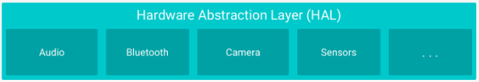 Hardware Abstraction Layer (HAL)
Audio Bluetooth Camera Sensors ...